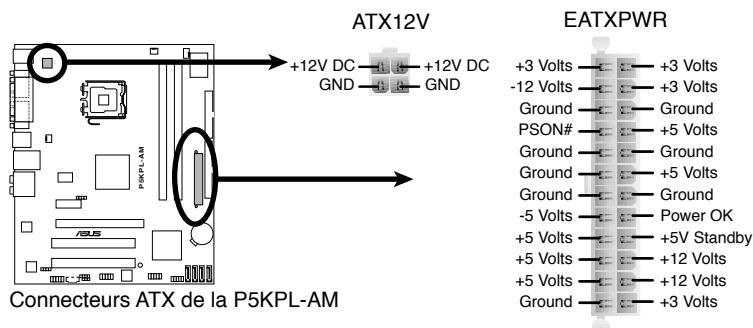 ATX12V
EATXPWR
+12V DC +12V DC
GND GND
+3 Volts +3 Volts
-12 Volts +3 Volts
Ground Ground
PSON# +5 Volts
Ground Ground
Ground +5 Volts
Ground Ground
-5 Volts Power OK
+5 Volts +5V Standby
+5 Volts +12 Volts
+5 Volts +12 Volts
Ground +3 Volts
P5KPL-AM
ASUS
Connecteurs ATX de la P5KPL-AM